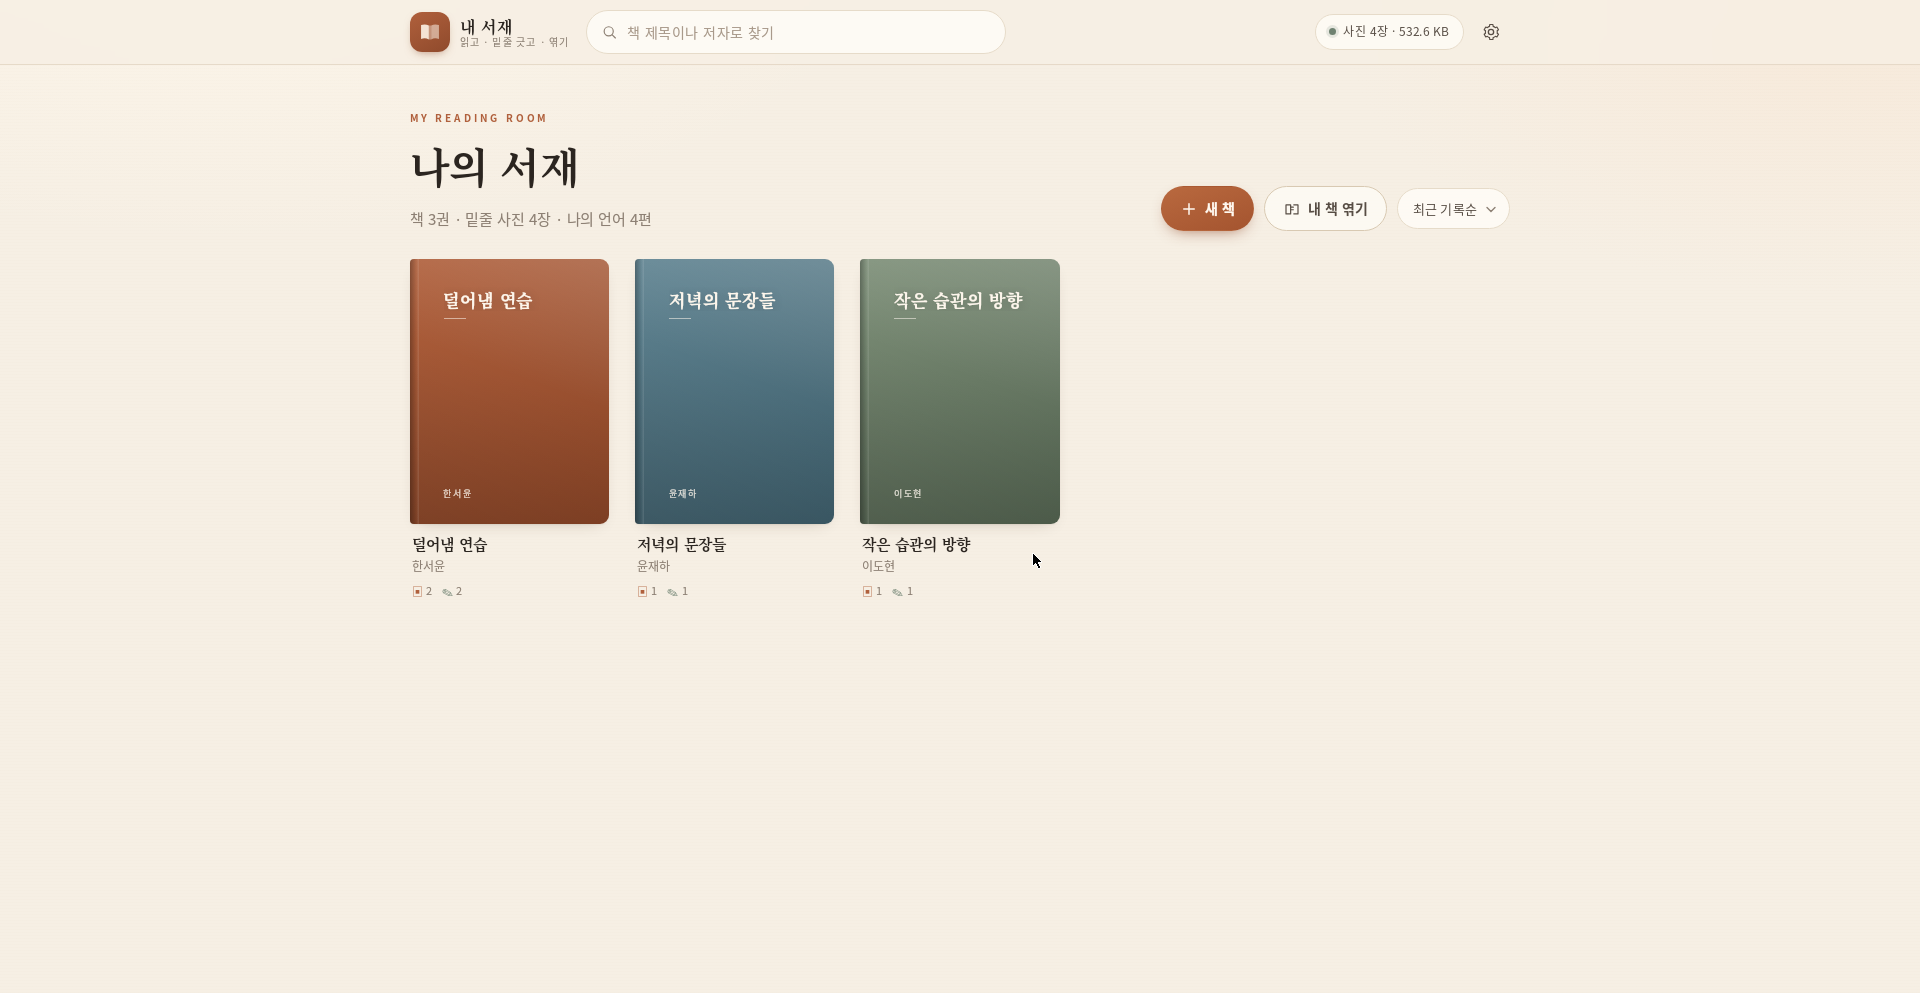 내 서재
읽고 · 밑줄 긋고 · 엮기
책 제목이나 저자로 찾기
사진 4장 · 532.6 KB
MY READING ROOM
나의 서재
책 3권 · 밑줄 사진 4장 · 나의 언어 4편
새 책
내 책 엮기
최근 기록순
덜어냄 연습
한서윤
저녁의 문장들
윤재하
작은 습관의 방향
이도현
덜어냄 연습
한서윤
2 2
저녁의 문장들
윤재하
1 1
작은 습관의 방향
이도현
1 1